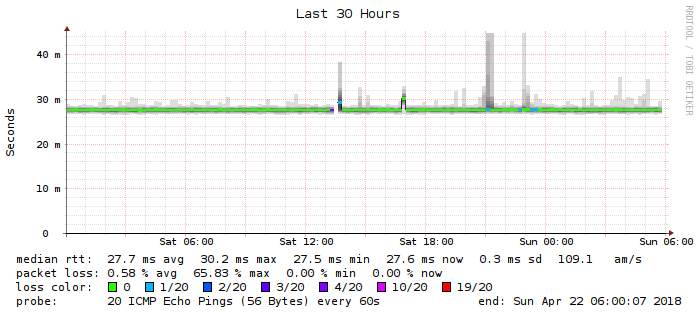 Last 30 Hours
RRDTOOL / TOBI OETIKER
Seconds
40 m
30 m
20 m
10 m
0
Sat 06:00 Sat 12:00 Sat 18:00 Sun 00:00 Sun 06:00
median rtt: 27.7 ms avg 30.2 ms max 27.5 ms min 27.6 ms now 0.3 ms sd 109.1 am/s
packet loss: 0.58 % avg 65.83 % max 0.00 % min 0.00 % now
loss color: 0 1/20 2/20 3/20 4/20 10/20 19/20
probe: 20 ICMP Echo Pings (56 Bytes) every 60s end: Sun Apr 22 06:00:07 2018